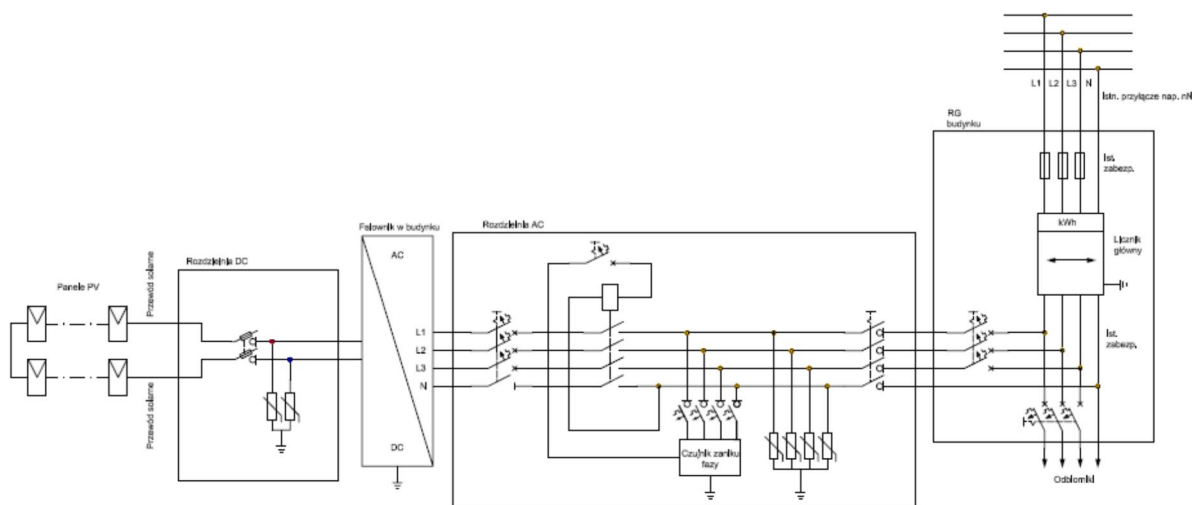 L1 L2 L3 N
Istn. przyłącze nap. nN
RG
budynku
Ist.
zabezp.
kWh
Licznik
główny
Ist.
zabezp.
Odbiorniki
Rozdzielnia AC
L1
L2
L3
N
Czujnik zaniku
fazy
Falownik w budynku
AC
DC
Rozdzielnia DC
Przewód solarne
Przewód solarne
Panele PV